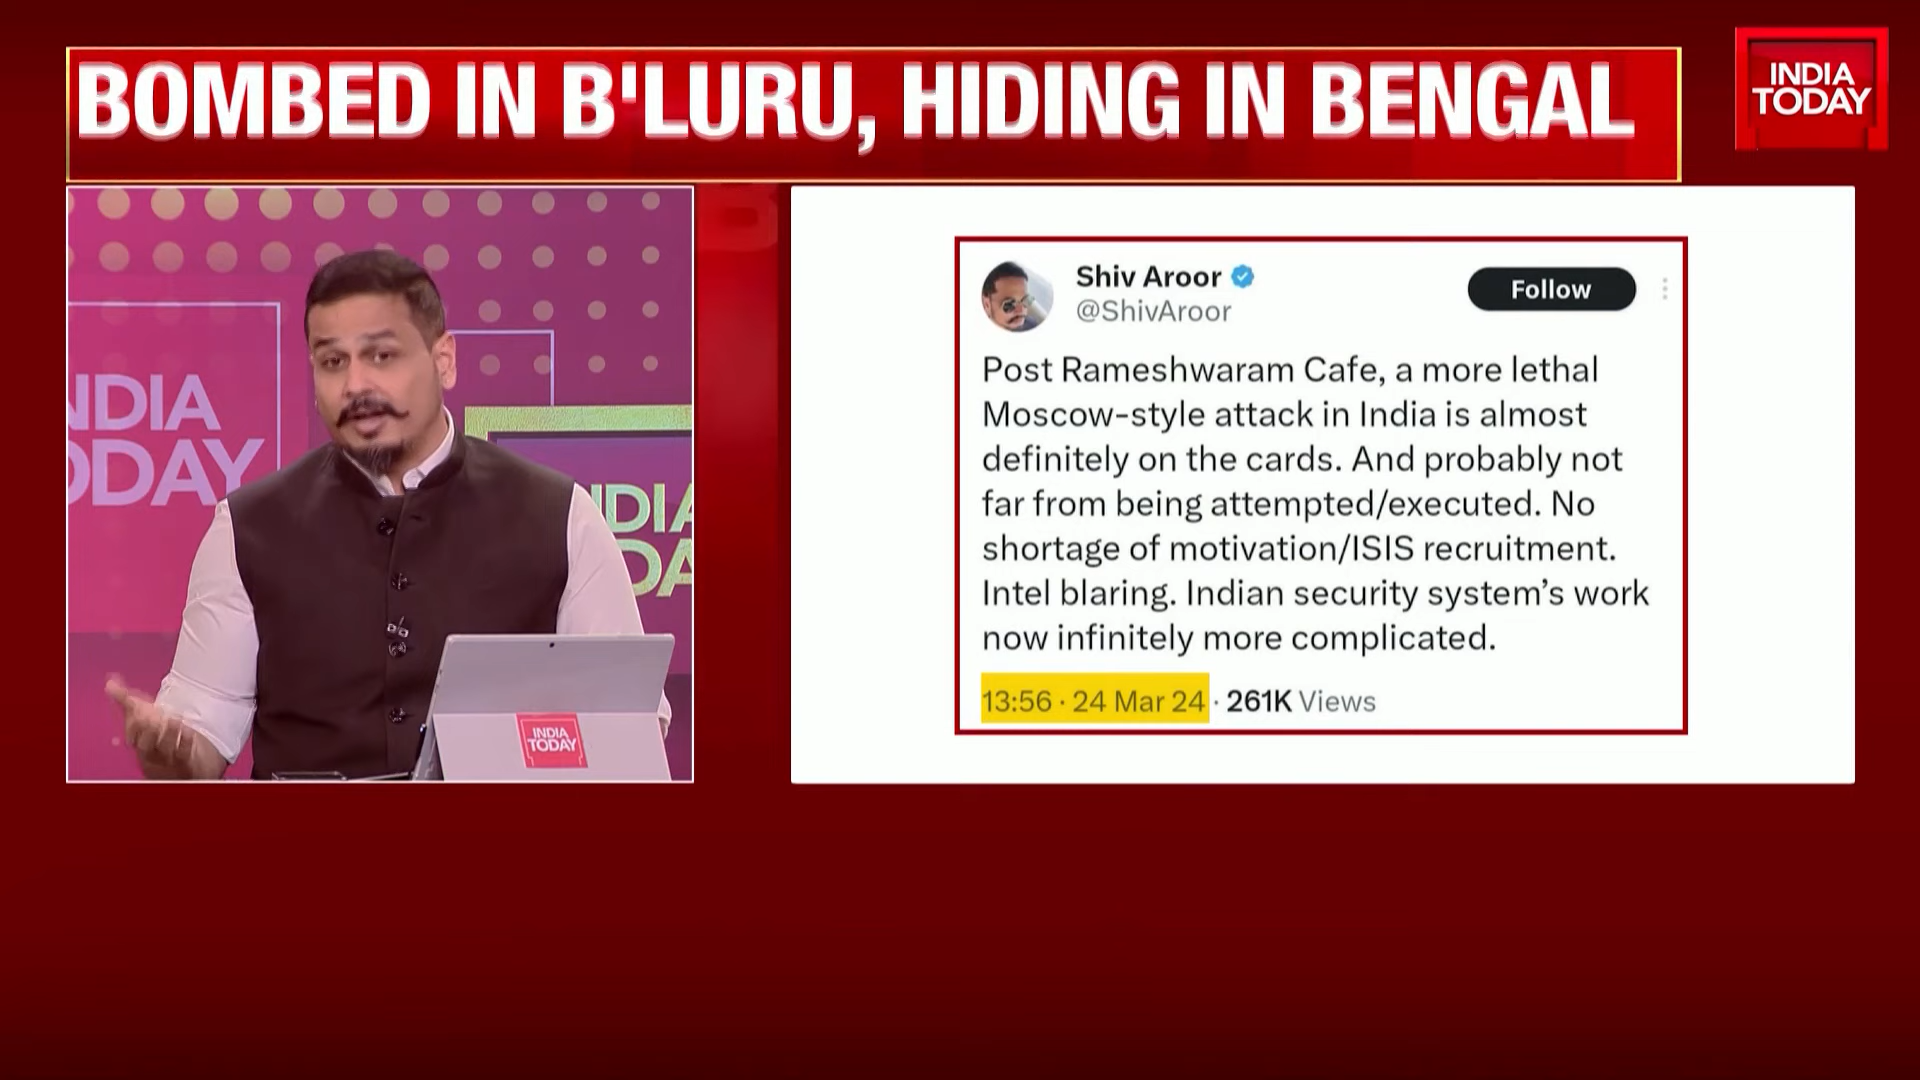 BOMBED IN B'LURU, HIDING IN BENGAL
INDIA
TODAY
NDIA
ODAY
INDIA
TODAY
Shiv Aroor
@ShivAroor
Follow
Post Rameshwaram Cafe, a more lethal
Moscow-style attack in India is almost
definitely on the cards. And probably not
far from being attempted/executed. No
shortage of motivation/ISIS recruitment.
Intel blaring. Indian security system’s work
now infinitely more complicated.
13:56 · 24 Mar 24 · 261K Views